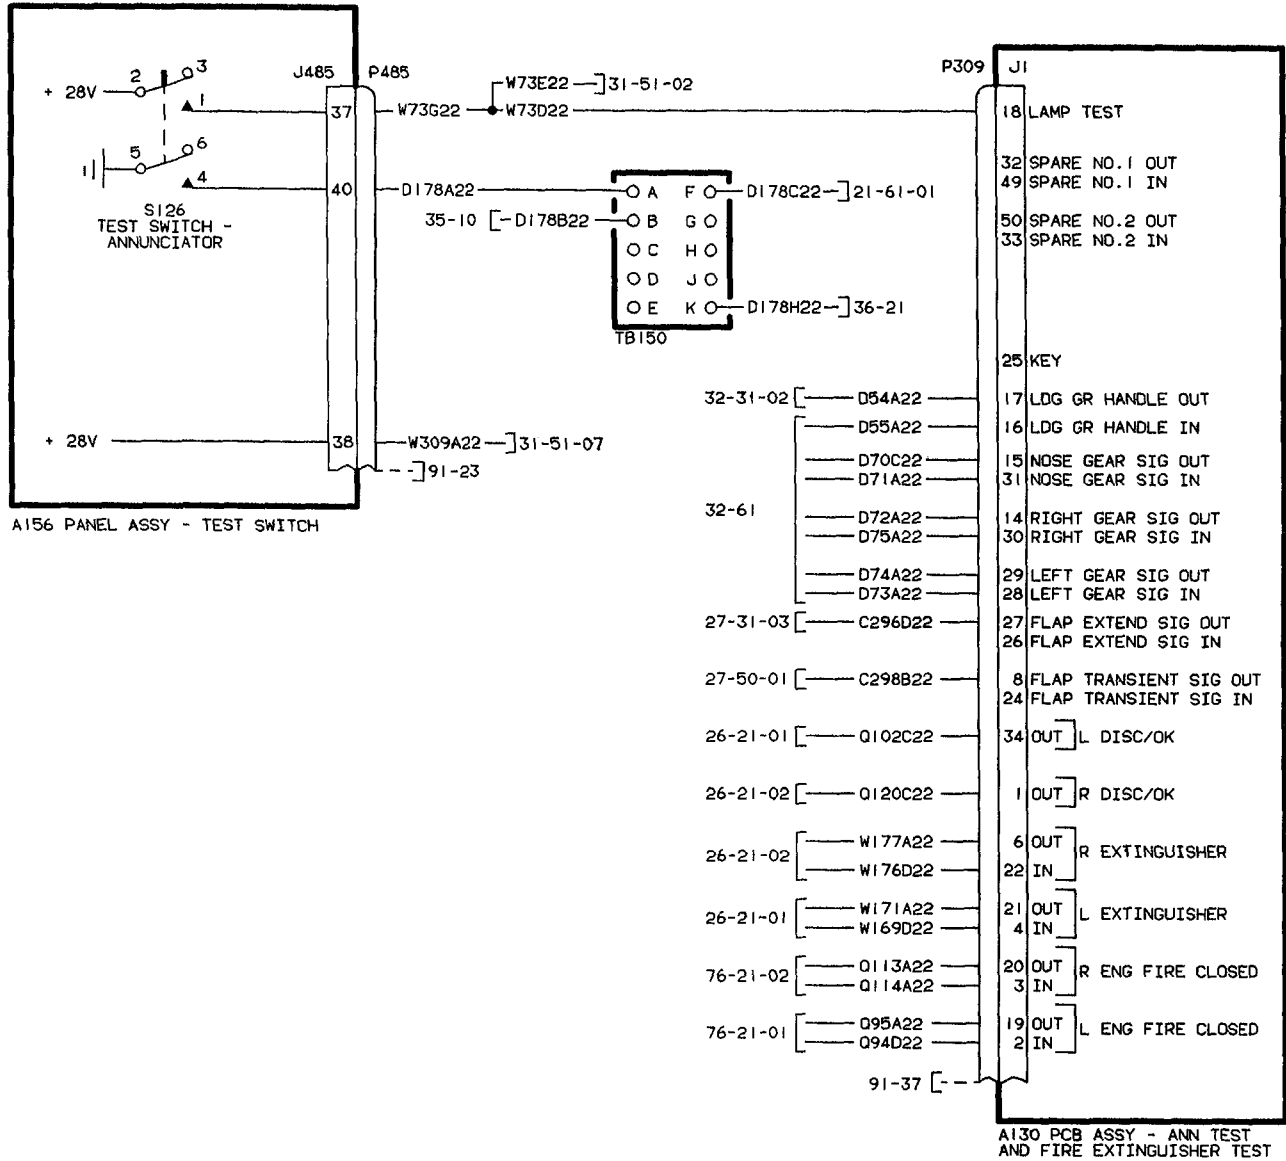 J485 P485
+ 28V 2 3
1 37 W73G22 W73E22 31-51-02
W73D22
5 6
4 40 D178A22
S126
TEST SWITCH -
ANNUNCIATOR
35-10 D178B22
A F D178C22 21-61-01
B G
C H
D J
E K D178H22 36-21
TB150
+ 28V 38 W309A22 31-51-07
91-23
A156 PANEL ASSY - TEST SWITCH
P309 J1
18 LAMP TEST
32 SPARE NO.1 OUT
49 SPARE NO.1 IN
50 SPARE NO.2 OUT
33 SPARE NO.2 IN
25 KEY
32-31-02 D54A22 17 LDG GR HANDLE OUT
D55A22 16 LDG GR HANDLE IN
D70C22 15 NOSE GEAR SIG OUT
D71A22 31 NOSE GEAR SIG IN
32-61
D72A22 14 RIGHT GEAR SIG OUT
D75A22 30 RIGHT GEAR SIG IN
D74A22 29 LEFT GEAR SIG OUT
D73A22 28 LEFT GEAR SIG IN
27-31-03 C296D22 27 FLAP EXTEND SIG OUT
26 FLAP EXTEND SIG IN
27-50-01 C298B22 8 FLAP TRANSIENT SIG OUT
24 FLAP TRANSIENT SIG IN
26-21-01 Q102C22 34 OUT L DISC/OK
26-21-02 Q120C22 1 OUT R DISC/OK
W177A22 6 OUT
26-21-02 R EXTINGUISHER
W176D22 22 IN
W171A22 21 OUT
26-21-01 L EXTINGUISHER
W169D22 4 IN
Q113A22 20 OUT
76-21-02 R ENG FIRE CLOSED
Q114A22 3 IN
Q95A22 19 OUT
76-21-01 L ENG FIRE CLOSED
Q94D22 2 IN
91-37
A130 PCB ASSY - ANN TEST
AND FIRE EXTINGUISHER TEST